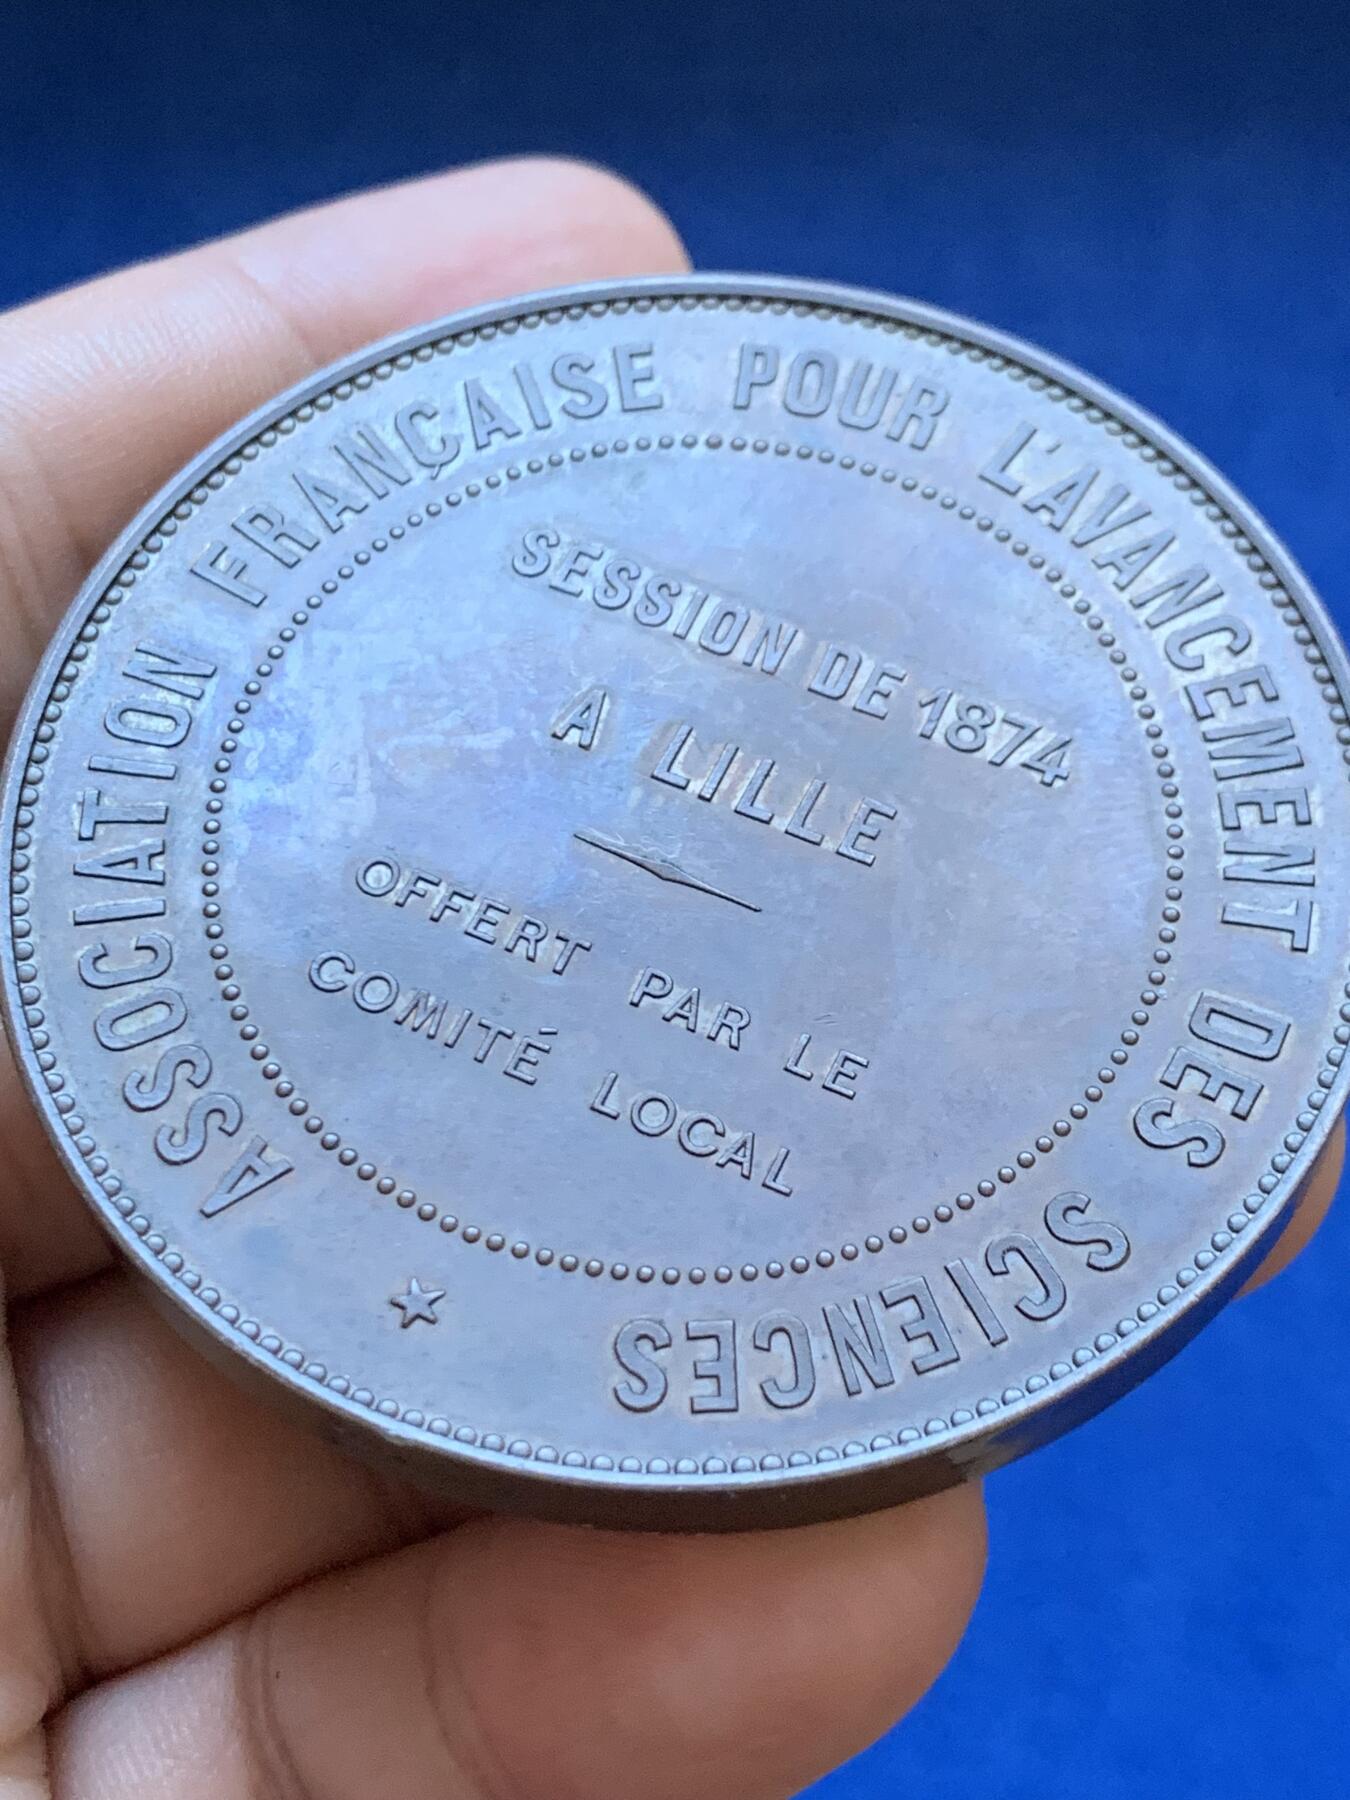 ASSOCIATION FRANÇAISE POUR L'AVANCEMENT DES SCIENCES
SESSION DE 1874
A LILLE
OFFERT PAR LE
COMITÉ LOCAL